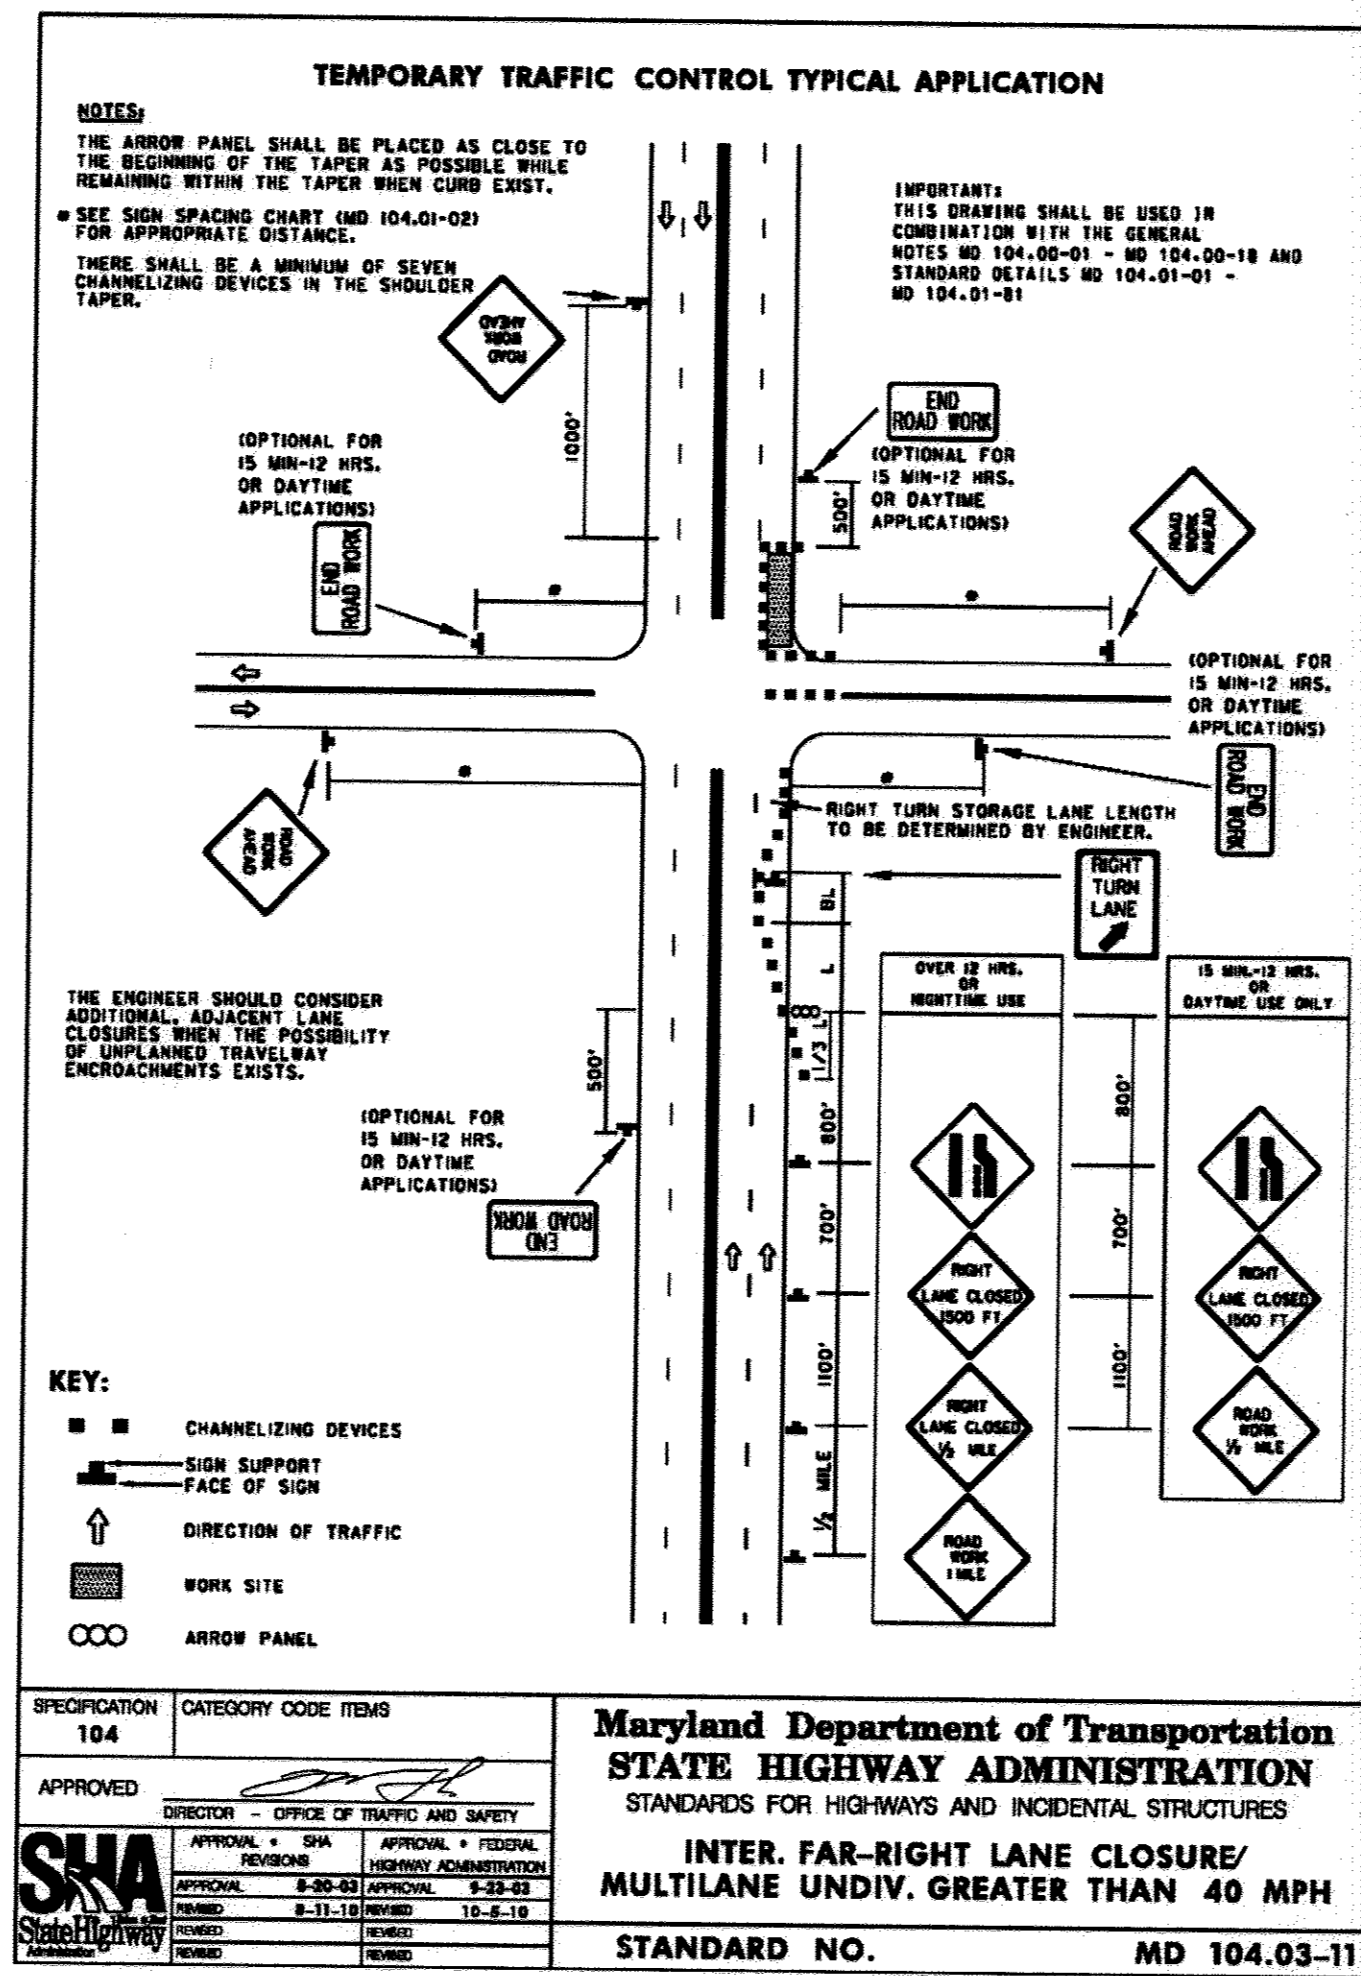 TEMPORARY TRAFFIC CONTROL TYPICAL APPLICATION
NOTES:
THE ARROW PANEL SHALL BE PLACED AS CLOSE TO
THE BEGINNING OF THE TAPER AS POSSIBLE WHILE
REMAINING WITHIN THE TAPER WHEN CURB EXIST.
* SEE SIGN SPACING CHART (MD 104.01-02)
FOR APPROPRIATE DISTANCE.
THERE SHALL BE A MINIMUM OF SEVEN
CHANNELIZING DEVICES IN THE SHOULDER
TAPER.
IMPORTANT:
THIS DRAWING SHALL BE USED IN
COMBINATION WITH THE GENERAL
NOTES MD 104.00-01 - MD 104.00-18 AND
STANDARD DETAILS MD 104.01-01 -
MD 104.01-81
ROAD
WORK
AHEAD
1000'
END
ROAD WORK
(OPTIONAL FOR
15 MIN-12 HRS.
OR DAYTIME
APPLICATIONS)
500'
(OPTIONAL FOR
15 MIN-12 HRS.
OR DAYTIME
APPLICATIONS)
END
ROAD WORK
*
ROAD
WORK
AHEAD
*
(OPTIONAL FOR
15 MIN-12 HRS.
OR DAYTIME
APPLICATIONS)
END
ROAD WORK
*
*
ROAD
WORK
AHEAD
RIGHT TURN STORAGE LANE LENGTH
TO BE DETERMINED BY ENGINEER.
RIGHT
TURN
LANE
BL
L
1/3 L
800'
700'
1100'
1/2 MILE
THE ENGINEER SHOULD CONSIDER
ADDITIONAL, ADJACENT LANE
CLOSURES WHEN THE POSSIBILITY
OF UNPLANNED TRAVELWAY
ENCROACHMENTS EXISTS.
500'
(OPTIONAL FOR
15 MIN-12 HRS.
OR DAYTIME
APPLICATIONS)
END
ROAD WORK
OVER 12 HRS.
OR
NIGHTTIME USE
RIGHT
LANE CLOSED
1500 FT.
RIGHT
LANE CLOSED
1/2 MILE
ROAD
WORK
1 MILE
800'
700'
1100'
15 MIN.-12 HRS.
OR
DAYTIME USE ONLY
RIGHT
LANE CLOSED
1500 FT.
ROAD
WORK
1/2 MILE
KEY:
CHANNELIZING DEVICES
SIGN SUPPORT
FACE OF SIGN
DIRECTION OF TRAFFIC
WORK SITE
ARROW PANEL
SPECIFICATION
104
CATEGORY CODE ITEMS
APPROVED
DIRECTOR - OFFICE OF TRAFFIC AND SAFETY
SHA
State Highway
Administration
APPROVAL • SHA
REVISIONS
APPROVAL • FEDERAL
HIGHWAY ADMINISTRATION
APPROVAL 8-20-03 APPROVAL 9-23-03
REVISED 8-11-10 REVISED 10-5-10
REVISED REVISED
REVISED REVISED
Maryland Department of Transportation
STATE HIGHWAY ADMINISTRATION
STANDARDS FOR HIGHWAYS AND INCIDENTAL STRUCTURES
INTER. FAR-RIGHT LANE CLOSURE/
MULTILANE UNDIV. GREATER THAN 40 MPH
STANDARD NO. MD 104.03-11